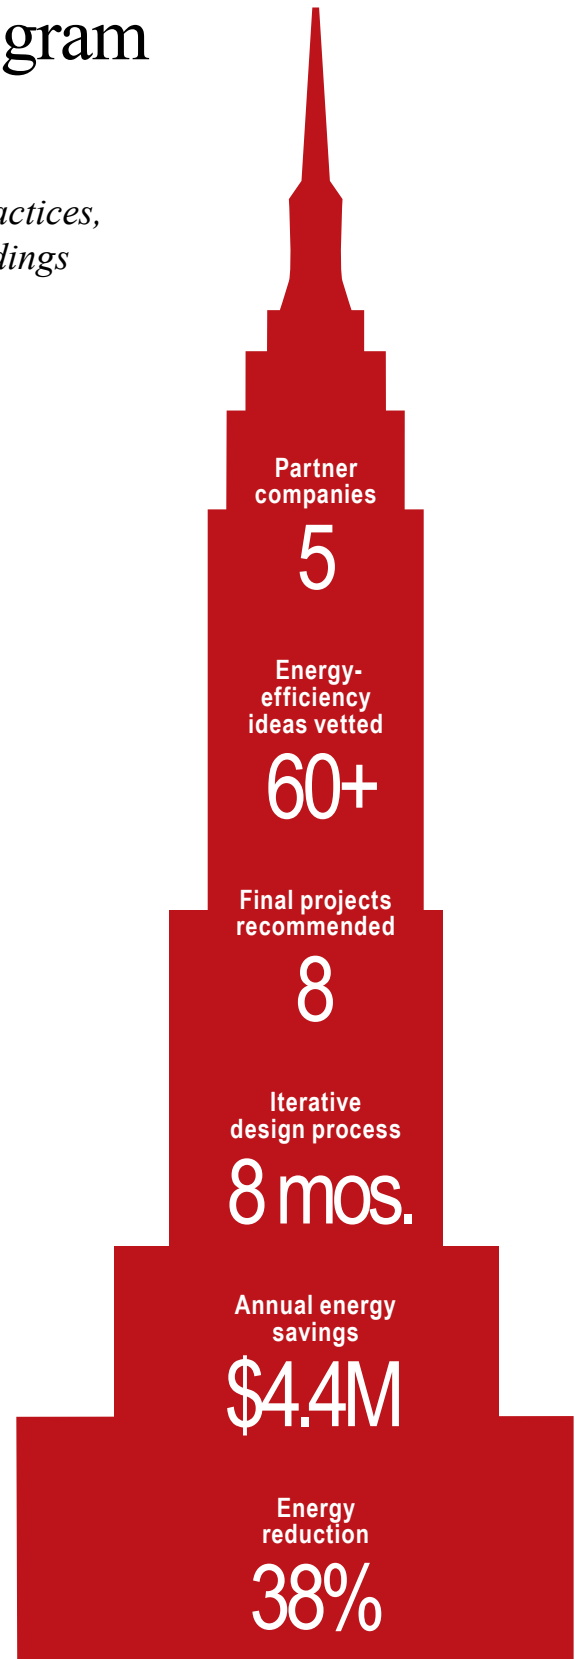 gram
actices,
dings
Partner
companies
5
Energy-
efficiency
ideas vetted
60+
Final projects
recommended
8
Iterative
design process
8 mos.
Annual energy
savings
$4.4M
Energy
reduction
38%